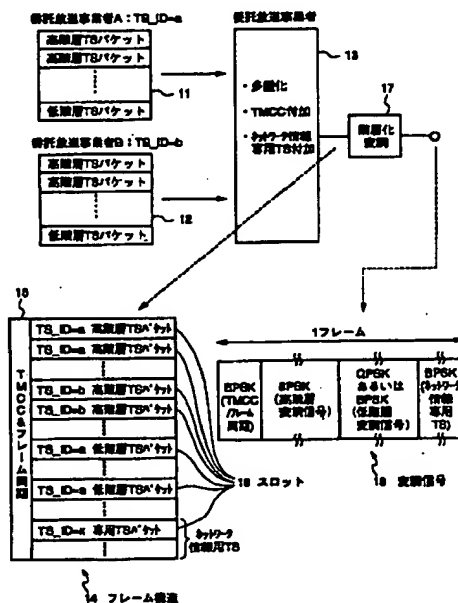 委託放送事業者A：TS_ID=a
高階層TSパケット
高階層TSパケット
低階層TSパケット
11
委託放送事業者B：TS_ID=b
高階層TSパケット
高階層TSパケット
低階層TSパケット
12
受託放送事業者
13
・多重化
・TMCC付加
・ネットワーク情報
専用TS付加
17
階層化
変調
15
TMCC&フレーム同期
TS_ID=a 高階層TSパケット
TS_ID=a 高階層TSパケット
TS_ID=b 高階層TSパケット
TS_ID=b 高階層TSパケット
TS_ID=a 低階層TSパケット
TS_ID=a 低階層TSパケット
TS_ID=x 専用TSパケット
ネットワーク
情報用TS
14 フレーム構造
16 スロット
1フレーム
BPSK
(TMCC
/フレーム
同期)
8PSK
(高階層
変調信号)
QPSK
あるいは
BPSK
(低階層
変調信号)
BPSK
(ネットワーク
情報
専用
TS)
18 変調信号